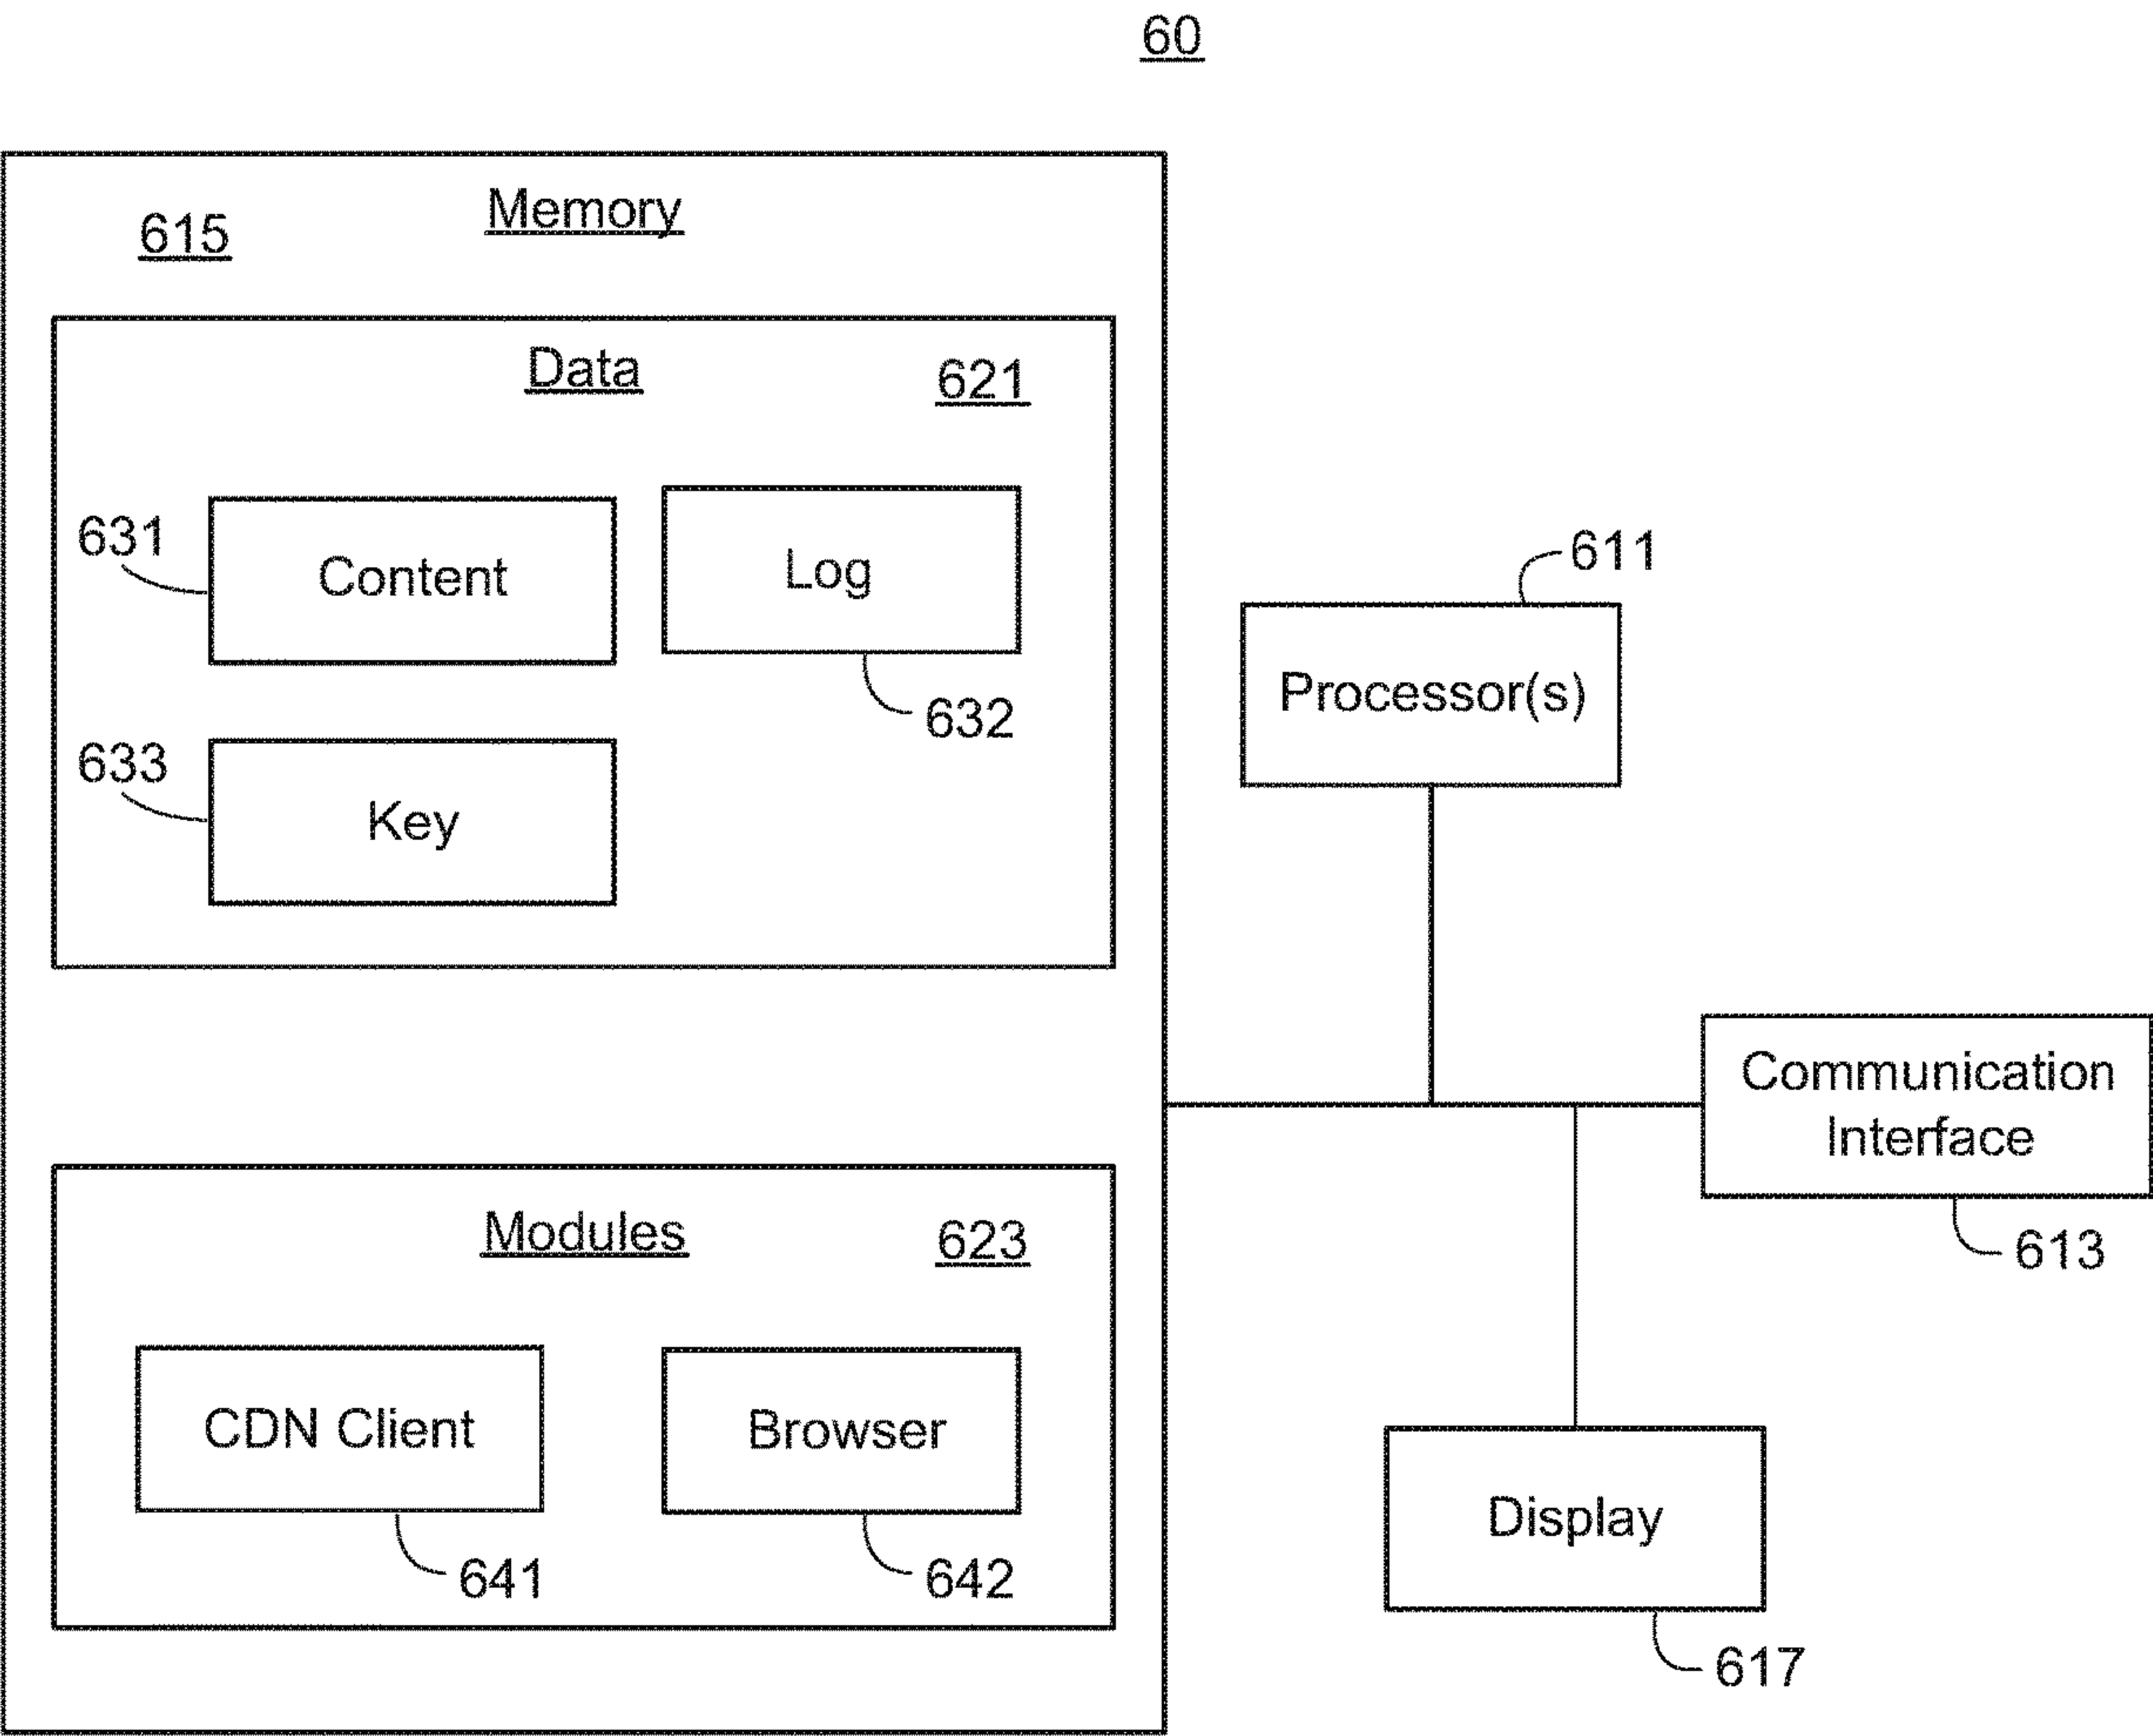 60
Memory
615
Data
621
631
Content
Log
632
633
Key
611
Processor(s)
Communication
Interface
613
Modules
623
CDN Client
641
Browser
642
Display
617